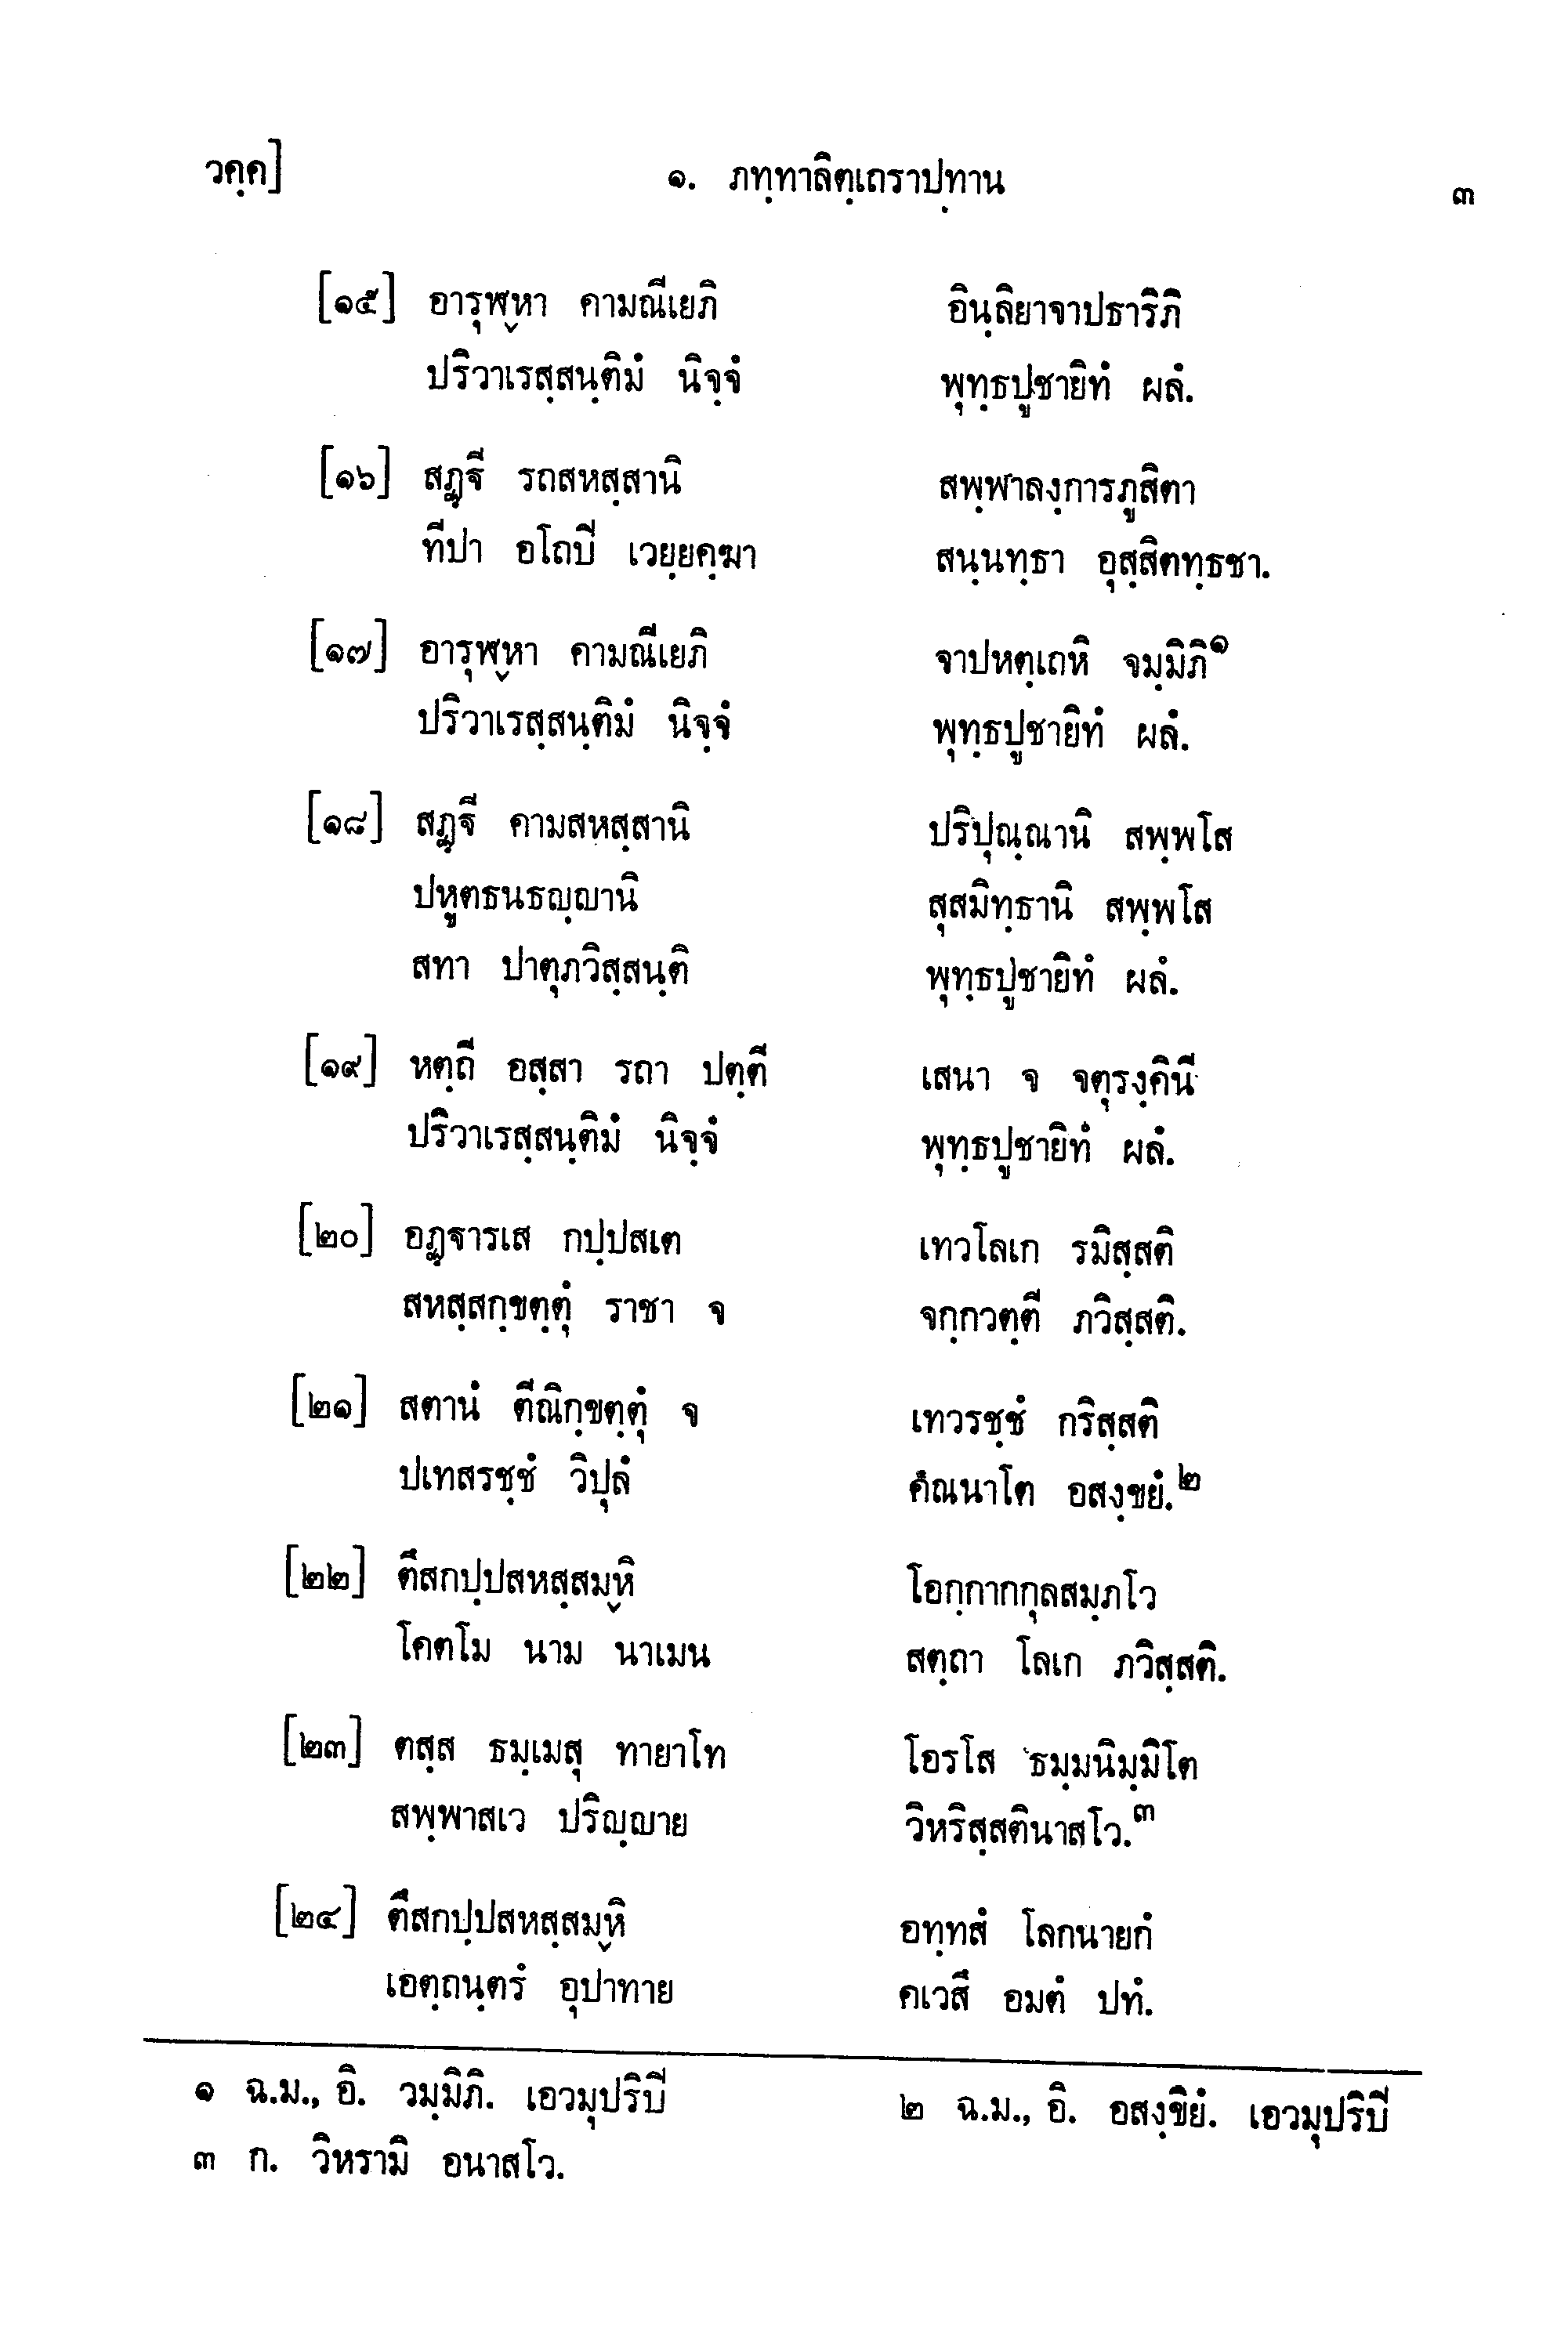 วคฺค] ๑. ภทฺทาลิตฺเถราปทฺาน ๓
[๑๕] อารุฬฺหา คามณีเยภิ อินฺลิยาจาปธาริภิ
ปริวาเรสฺสนฺติมํ นิจฺจํ พุทฺธปูชายิทํ ผลํ.
[๑๖] สฏฺฐี รถสหสฺสานิ สพฺพาลงฺการภูสิตา
ทีปา อโถปี เวยฺยคฺฆา สนฺนทฺธา อุสฺสิตทฺธชา.
[๑๗] อารุฬฺหา คามณีเยภิ จาปหตฺเถหิ จมฺมิภิ๑
ปริวาเรสฺสนฺติมํ นิจฺจํ พุทฺธปูชายิทํ ผลํ.
[๑๘] สฏฺฐี คามสหสฺสานิ ปริปุณฺณานิ สพฺพโส
ปหูตธนธญฺญานิ สุสมิทฺธานิ สพฺพโส
สทา ปาตุภวิสฺสนฺติ พุทฺธปูชายิทํ ผลํ.
[๑๙] หตฺถี อสฺสา รถา ปตฺตี เสนา จ จตุรงฺคินี
ปริวาเรสฺสนฺติมํ นิจฺจํ พุทฺธปูชายิทํ ผลํ.
[๒๐] อฏฺฐารเส กปฺปสเต เทวโลเก รมิสฺสติ
สหสฺสกฺขตฺตุํ ราชา จ จกฺกวตฺตี ภวิสฺสติ.
[๒๑] สตานํ ตีณิกฺขตฺตุํ จ เทวรชฺชํ กริสฺสติ
ปเทสรชฺชํ วิปุลํ คณนาโต อสงฺขยํ.๒
[๒๒] ตึสกปฺปสหสฺสมฺหิ โอกฺกากกุลสมฺภโว
โคตโม นาม นาเมน สตฺถา โลเก ภวิสฺสติ.
[๒๓] ตสฺส ธมฺเมสุ ทายาโท โอรโส ธมฺมนิมฺมิโต
สพฺพาสเว ปริญฺญาย วิหริสฺสตินาสโว.๓
[๒๔] ตึสกปฺปสหสฺสมฺหิ อทฺทสํ โลกนายกํ
เอตฺถนฺตรํ อุปาทาย คเวสึ อมตํ ปทํ.
๑ ฉ.ม., อิ. วมฺมิภิ. เอวมุปริปี ๒ ฉ.ม., อิ. อสงฺขิยํ. เอวมุปริปี
๓ ก. วิหรามิ อนาสโว.